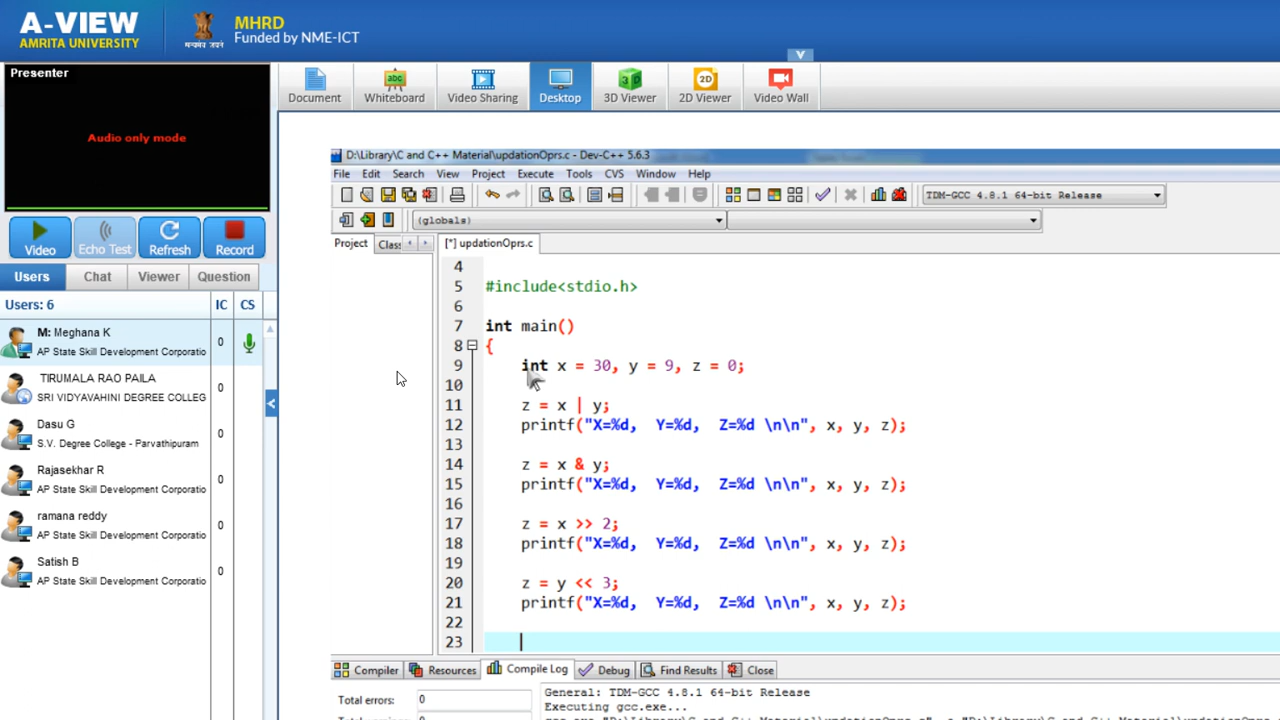 A-VIEW
AMRITA UNIVERSITY
MHRD
Funded by NME-ICT
Presenter
Audio only mode
Document
Whiteboard
Video Sharing
Desktop
3D Viewer
2D Viewer
Video Wall
Video
Echo Test
Refresh
Record
Users
Chat
Viewer
Question
Users: 6
IC
CS
M: Meghana K
AP State Skill Development Corporatio
0
TIRUMALA RAO PAILA
SRI VIDYAVAHINI DEGREE COLLEG
0
Dasu G
S.V. Degree College - Parvathipuram
0
Rajasekhar R
AP State Skill Development Corporatio
0
ramana reddy
AP State Skill Development Corporatio
0
Satish B
AP State Skill Development Corporatio
0
D:\Library\C and C++ Material\updationOprs.c - Dev-C++ 5.6.3
File Edit Search View Project Execute Tools CVS Window Help
TDM-GCC 4.8.1 64-bit Release
(globals)
Project
Class
[*] updationOprs.c
4
5 #include<stdio.h>
6
7 int main()
8 {
9 int x = 30, y = 9, z = 0;
10
11 z = x | y;
12 printf("X=%d, Y=%d, Z=%d \n\n", x, y, z);
13
14 z = x & y;
15 printf("X=%d, Y=%d, Z=%d \n\n", x, y, z);
16
17 z = x >> 2;
18 printf("X=%d, Y=%d, Z=%d \n\n", x, y, z);
19
20 z = y << 3;
21 printf("X=%d, Y=%d, Z=%d \n\n", x, y, z);
22
23
Compiler
Resources
Compile Log
Debug
Find Results
Close
Total errors: 0
General: TDM-GCC 4.8.1 64-bit Release
Executing gcc.exe...